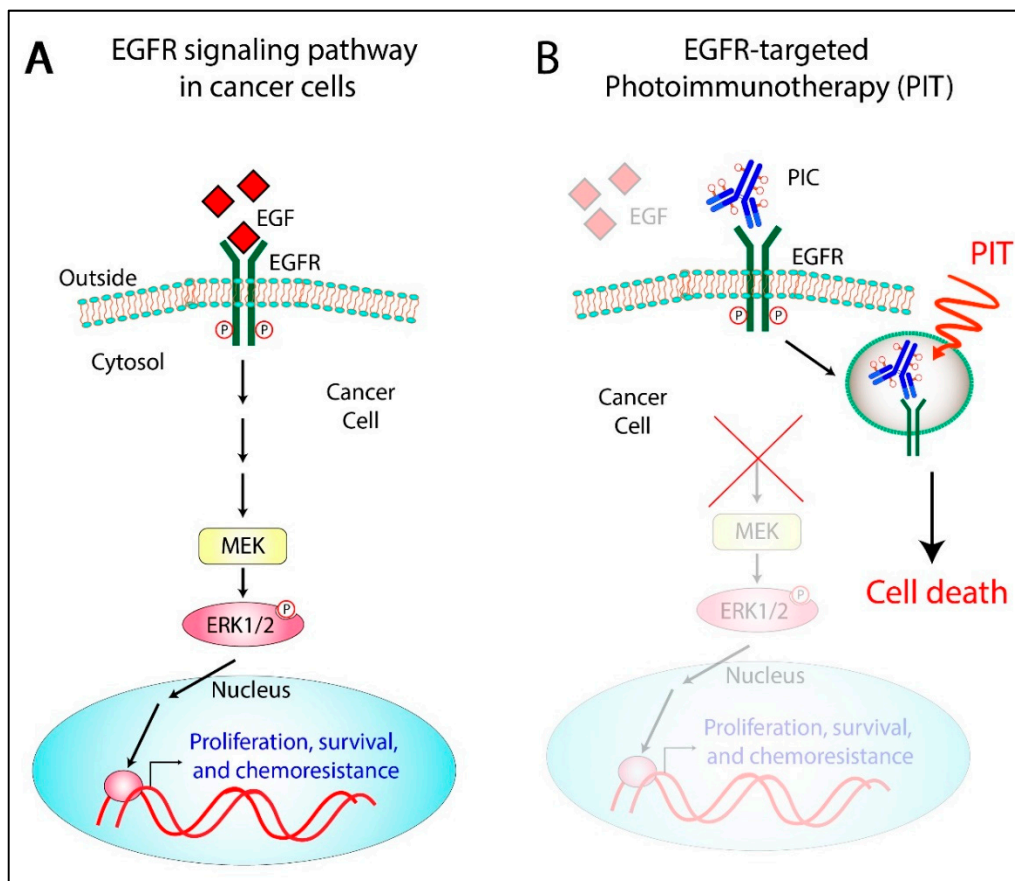 A
EGFR signaling pathway
in cancer cells
EGF
EGFR
Outside
P
P
Cytosol
Cancer
Cell
MEK
P
ERK1/2
Nucleus
Proliferation, survival,
and chemoresistance
B
EGFR-targeted
Photoimmunotherapy (PIT)
PIC
EGF
EGFR
PIT
P
P
Cancer
Cell
MEK
P
ERK1/2
Cell death
Nucleus
Proliferation, survival,
and chemoresistance